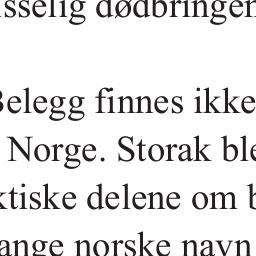 sselig dødbringen
Belegg finnes ikke
Norge. Storak ble
ktiske delene om b
ange norske navn